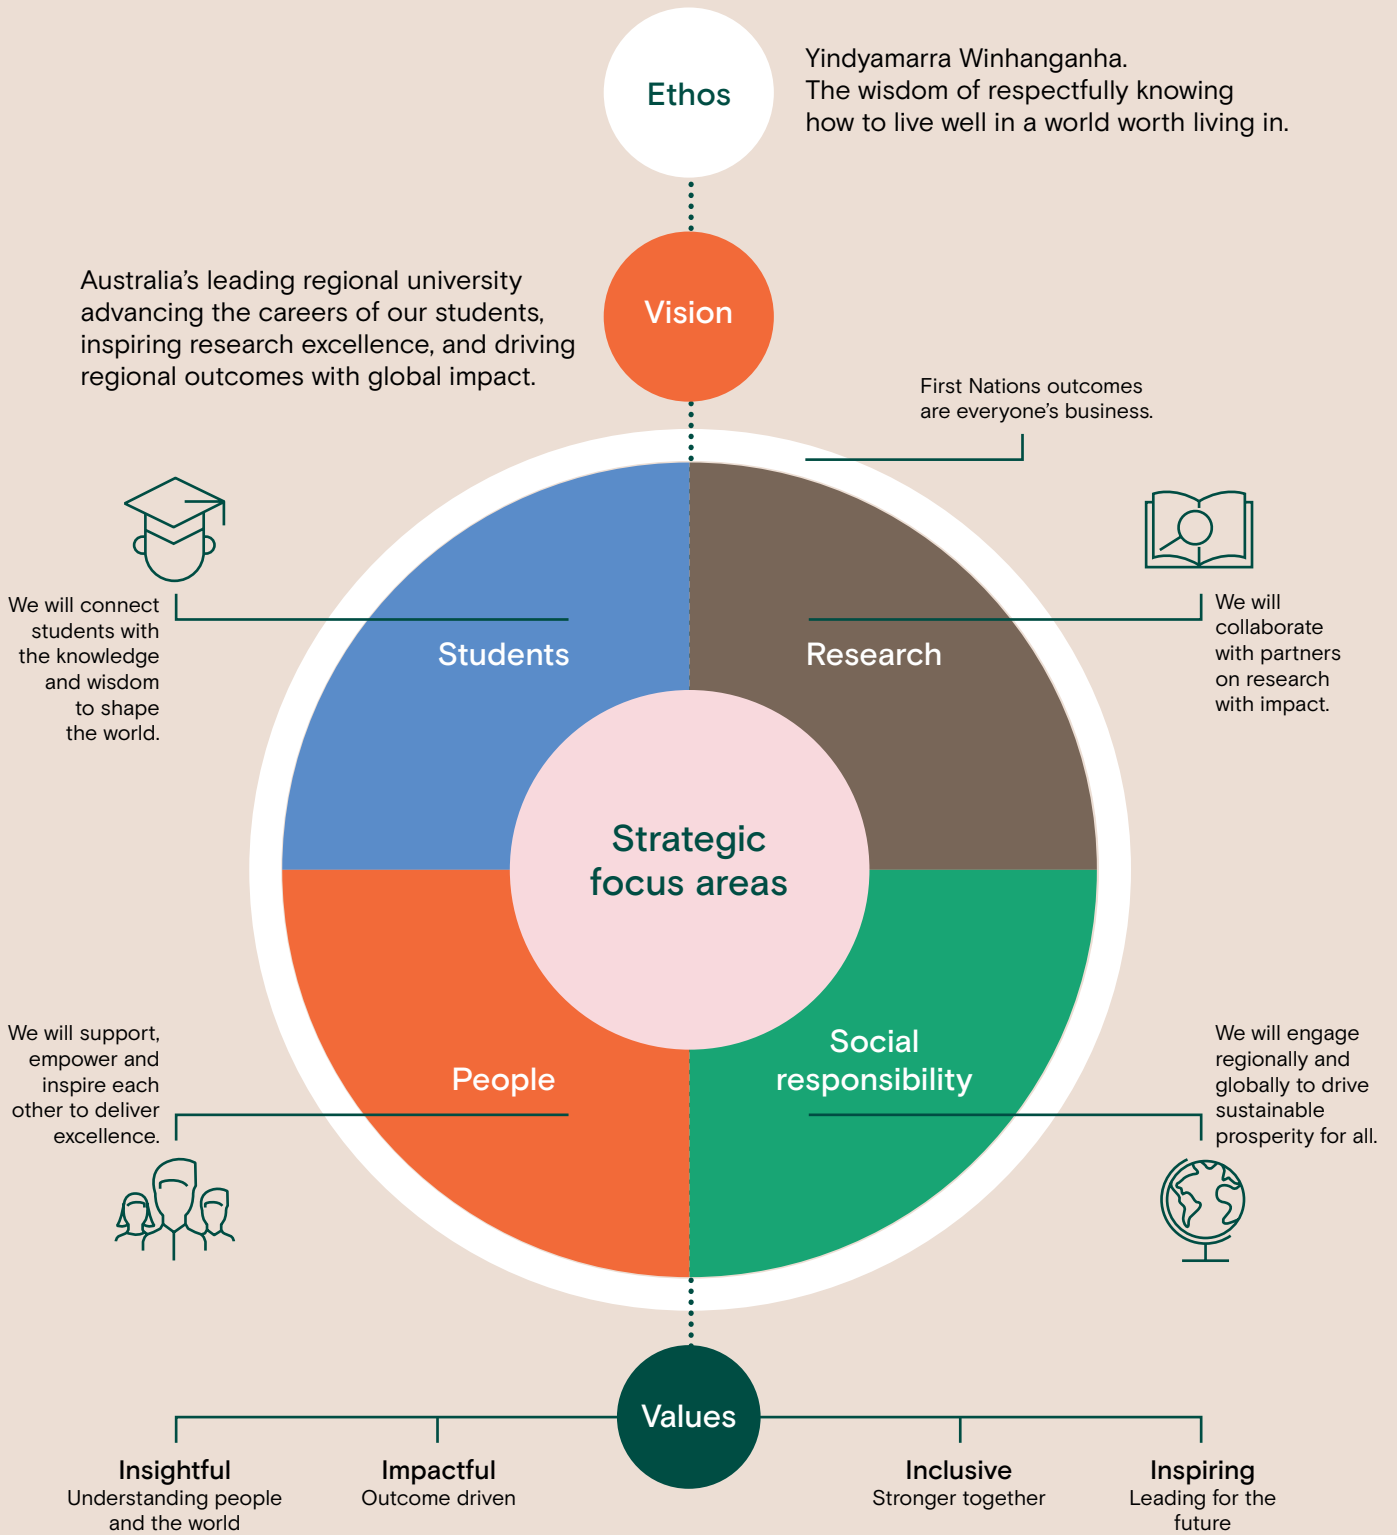 Ethos
Yindyamarra Winhanganha.
The wisdom of respectfully knowing
how to live well in a world worth living in.
Vision
Australia’s leading regional university
advancing the careers of our students,
inspiring research excellence, and driving
regional outcomes with global impact.
First Nations outcomes
are everyone’s business.
We will connect
students with
the knowledge
and wisdom
to shape
the world.
Students
Research
We will
collaborate
with partners
on research
with impact.
Strategic
focus areas
We will support,
empower and
inspire each
other to deliver
excellence.
People
Social
responsibility
We will engage
regionally and
globally to drive
sustainable
prosperity for all.
Values
Insightful
Understanding people
and the world
Impactful
Outcome driven
Inclusive
Stronger together
Inspiring
Leading for the
future